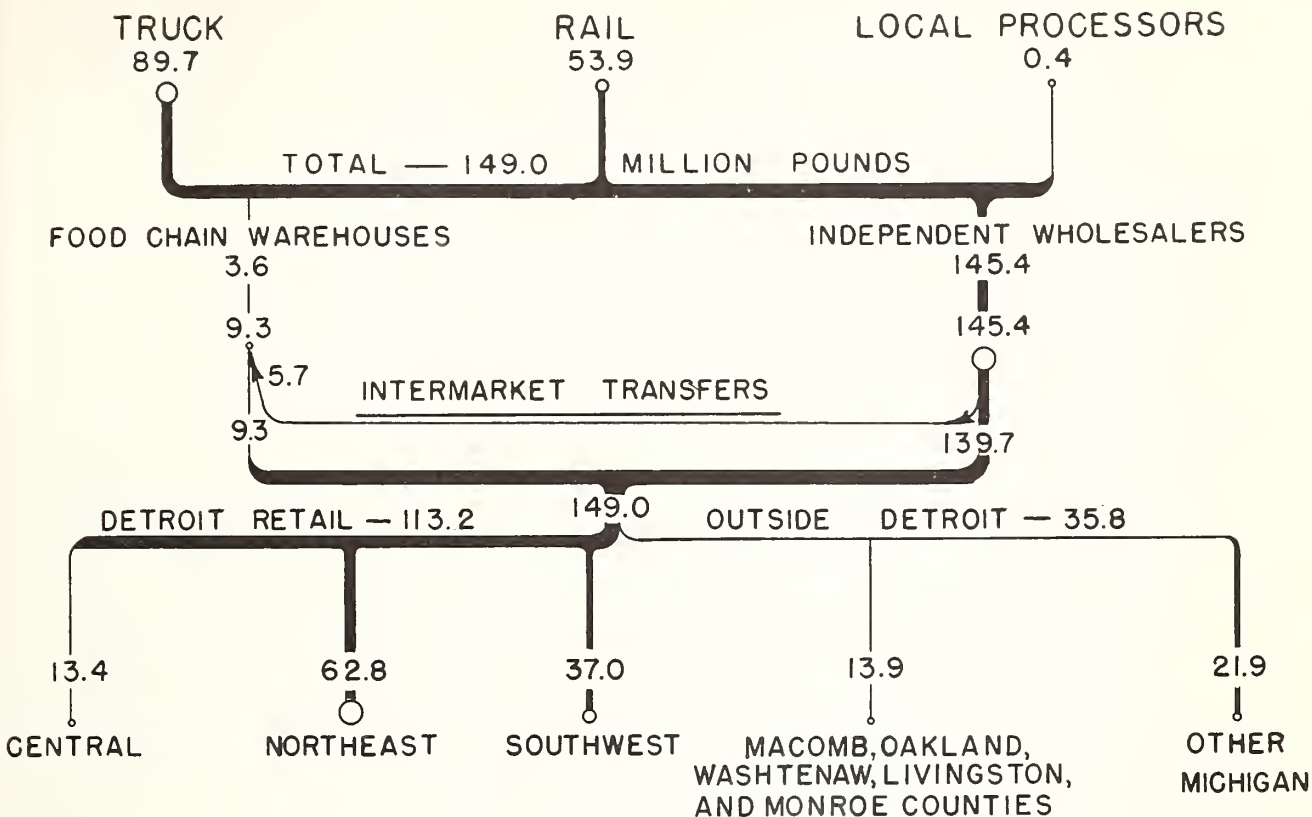 TRUCK RAIL LOCAL PROCESSORS
89.7 53.9 0.4
TOTAL — 149.0 MILLION POUNDS
FOOD CHAIN WAREHOUSES INDEPENDENT WHOLESALERS
3.6 145.4
9.3 145.4
5.7
INTERMARKET TRANSFERS
9.3 139.7
149.0
DETROIT RETAIL — 113.2 OUTSIDE DETROIT — 35.8
13.4 62.8 37.0 13.9 21.9
CENTRAL NORTHEAST SOUTHWEST MACOMB, OAKLAND, OTHER
WASHTENAW, LIVINGSTON, MICHIGAN
AND MONROE COUNTIES